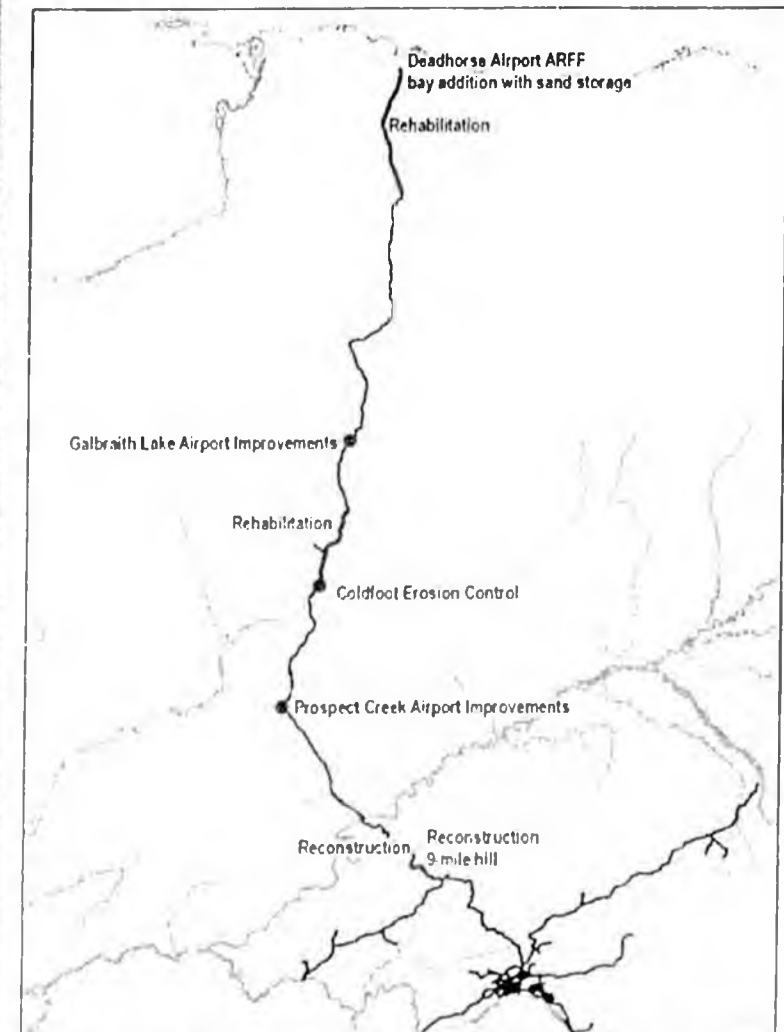 Deadhorse Airport ARFF
bay addition with sand storage
Rehabilitation
Galbraith Lake Airport Improvements
Rehabilitation
Coldfoot Erosion Control
Prospect Creek Airport Improvements
Reconstruction
Reconstruction
9-mile hill